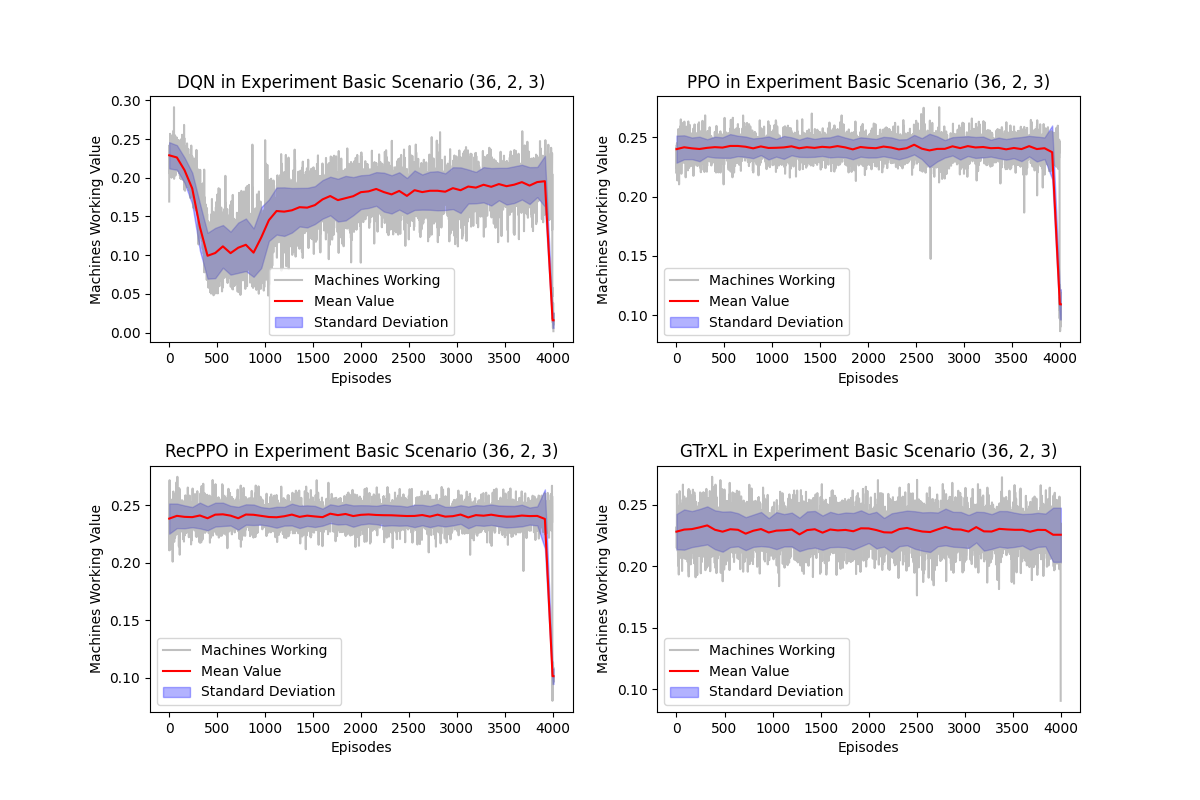 DQN in Experiment Basic Scenario (36, 2, 3)
Machines Working Value
0.30
0.25
0.20
0.15
0.10
0.05
0.00
Machines Working
Mean Value
Standard Deviation
0 500 1000 1500 2000 2500 3000 3500 4000
Episodes
PPO in Experiment Basic Scenario (36, 2, 3)
Machines Working Value
0.25
0.20
0.15
0.10
Machines Working
Mean Value
Standard Deviation
0 500 1000 1500 2000 2500 3000 3500 4000
Episodes
RecPPO in Experiment Basic Scenario (36, 2, 3)
Machines Working Value
0.25
0.20
0.15
0.10
Machines Working
Mean Value
Standard Deviation
0 500 1000 1500 2000 2500 3000 3500 4000
Episodes
GTrXL in Experiment Basic Scenario (36, 2, 3)
Machines Working Value
0.25
0.20
0.15
0.10
Machines Working
Mean Value
Standard Deviation
0 500 1000 1500 2000 2500 3000 3500 4000
Episodes